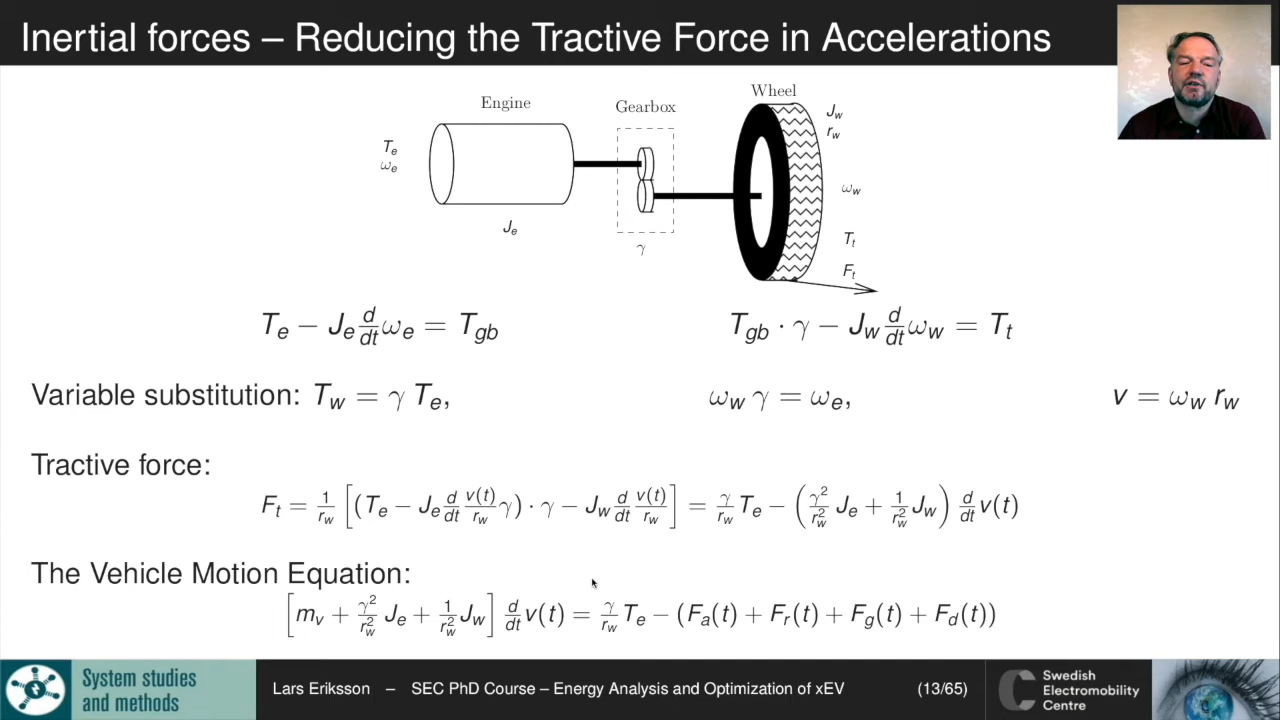 Inertial forces – Reducing the Tractive Force in Accelerations
Engine
Gearbox
Wheel
T_e
ω_e
J_e
γ
J_w
r_w
ω_w
T_t
F_t
T_e − J_e d/dt ω_e = T_gb
T_gb · γ − J_w d/dt ω_w = T_t
Variable substitution: T_w = γ T_e, ω_w γ = ω_e, v = ω_w r_w
Tractive force:
F_t = 1/r_w [(T_e − J_e d/dt v(t)/r_w γ) · γ − J_w d/dt v(t)/r_w] = γ/r_w T_e − (γ²/r_w² J_e + 1/r_w² J_w) d/dt v(t)
The Vehicle Motion Equation:
[m_v + γ²/r_w² J_e + 1/r_w² J_w] d/dt v(t) = γ/r_w T_e − (F_a(t) + F_r(t) + F_g(t) + F_d(t))
System studies
and methods
Lars Eriksson – SEC PhD Course – Energy Analysis and Optimization of xEV (13/65)
Swedish
Electromobility
Centre